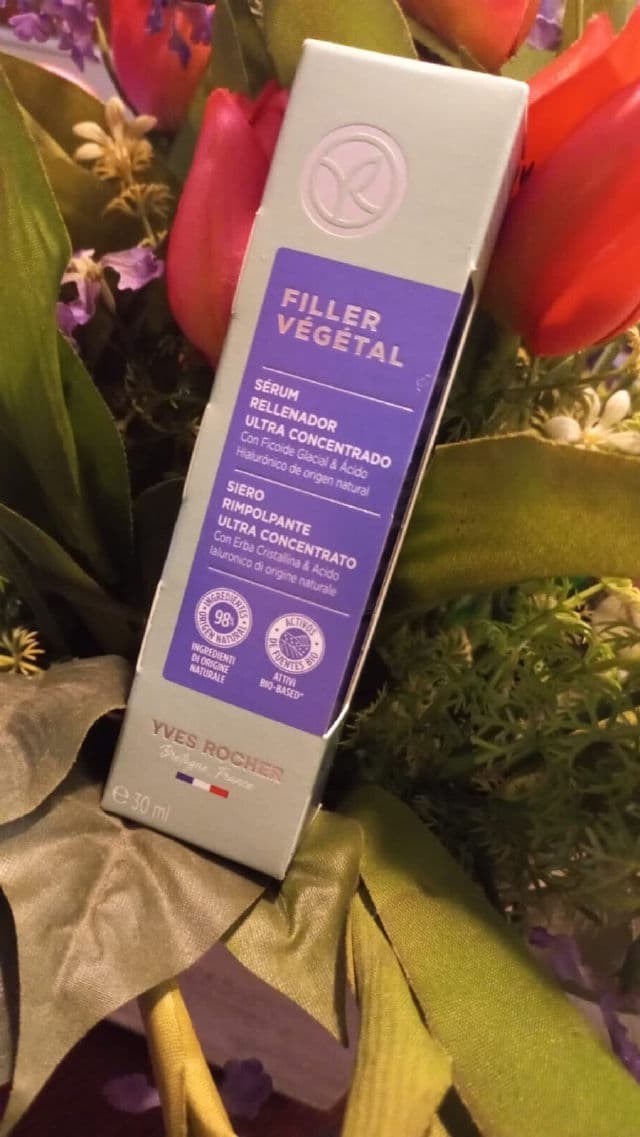 FILLER
VÉGÉTAL
SÉRUM
RELLENADOR
ULTRA CONCENTRADO
Con Ficoide Glacial & Ácido
Hialurónico de origen natural
SIERO
RIMPOLPANTE
ULTRA CONCENTRATO
Con Erba Cristallina & Acido
Ialuronico di origine naturale
INGREDIENTES
98%
ORIGEN NATURAL
INGREDIENTI
DI ORIGINE
NATURALE
ACTIVOS
DE FUENTES BIO
ATTIVI
BIO-BASED*
YVES ROCHER
Bretagne, France
e 30 ml